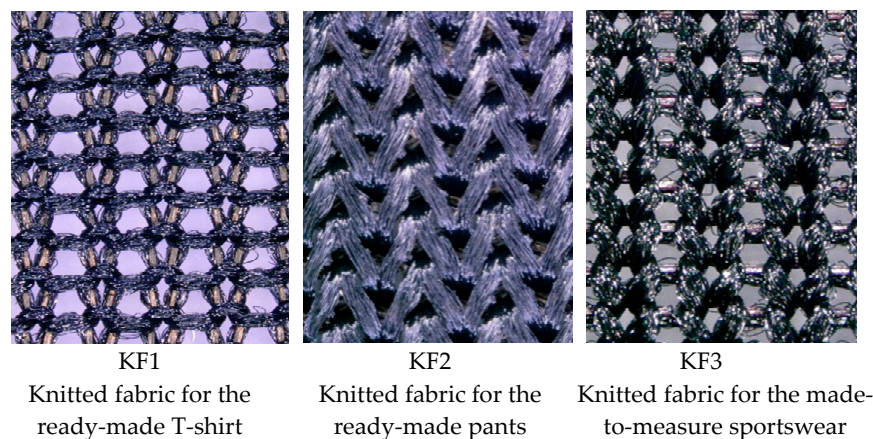 KF1
Knitted fabric for the
ready-made T-shirt
KF2
Knitted fabric for the
ready-made pants
KF3
Knitted fabric for the made-
to-measure sportswear